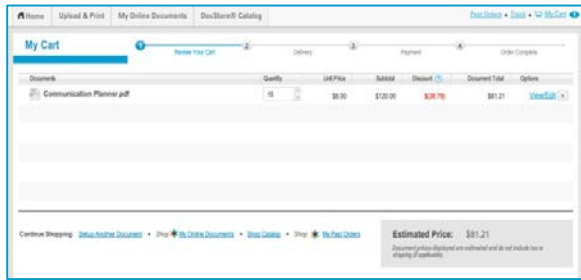 Home Upload & Print My Online Documents DocStore® Catalog Past Orders • Track • My Cart
My Cart 1 2 3 4
Review Your Cart Delivery Payment Order Complete
Documents Quantity Unit Price Subtotal Discount (?) Document Total Options
Communication Planner.pdf $120.00 $(38.79) $81.21 View/Edit x
Continue Shopping: Setup Another Document • Shop My Online Documents • Shop Catalog • Shop My Past Orders
Estimated Price: $81.21
Document prices displayed are estimated and do not include tax or
shipping (if applicable).